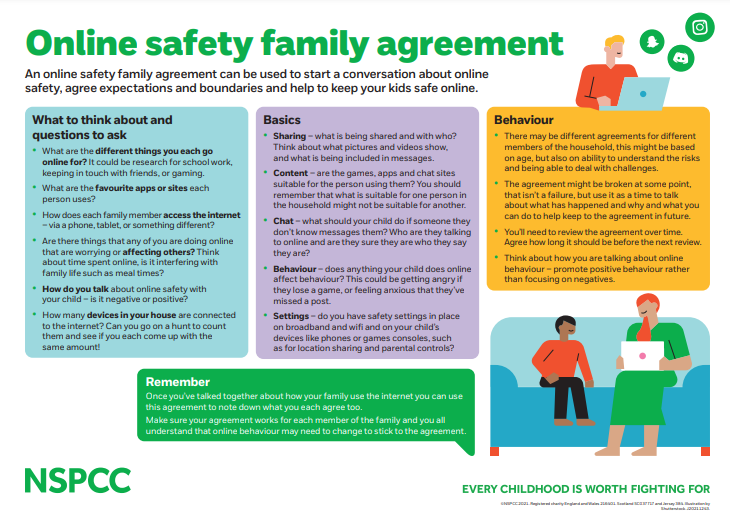 Online safety family agreement
An online safety family agreement can be used to start a conversation about online
safety, agree expectations and boundaries and help to keep your kids safe online.
What to think about and
questions to ask
• What are the different things you each go
online for? It could be research for school work,
keeping in touch with friends, or gaming.
• What are the favourite apps or sites each
person uses?
• How does each family member access the internet
– via a phone, tablet, or something different?
• Are there things that any of you are doing online
that are worrying or affecting others? Think
about time spent online, is it interfering with
family life such as meal times?
• How do you talk about online safety with
your child – is it negative or positive?
• How many devices in your house are connected
to the internet? Can you go on a hunt to count
them and see if you each come up with the
same amount!
Basics
• Sharing – what is being shared and with who?
Think about what pictures and videos show,
and what is being included in messages.
• Content – are the games, apps and chat sites
suitable for the person using them? You should
remember that what is suitable for one person in
the household might not be suitable for another.
• Chat – what should your child do if someone they
don't know messages them? Who are they talking
to online and are they sure they are who they say
they are?
• Behaviour – does anything your child does online
affect behaviour? This could be getting angry if
they lose a game, or feeling anxious that they've
missed a post.
• Settings – do you have safety settings in place
on broadband and wifi and on your child's
devices like phones or games consoles, such
as for location sharing and parental controls?
Behaviour
• There may be different agreements for different
members of the household, this might be based
on age, but also on ability to understand the risks
and being able to deal with challenges.
• The agreement might be broken at some point,
that isn't a failure, but use it as a time to talk
about what has happened and why and what you
can do to help keep to the agreement in future.
• You'll need to review the agreement over time.
Agree how long it should be before the next review.
• Think about how you are talking about online
behaviour – promote positive behaviour rather
than focusing on negatives.
Remember
Once you've talked together about how your family use the internet you can use
this agreement to note down what you each agree too.
Make sure your agreement works for each member of the family and you all
understand that online behaviour may need to change to stick to the agreement.
NSPCC
EVERY CHILDHOOD IS WORTH FIGHTING FOR
©NSPCC 2021. Registered charity England and Wales 216401. Scotland SC037717 and Jersey 384.